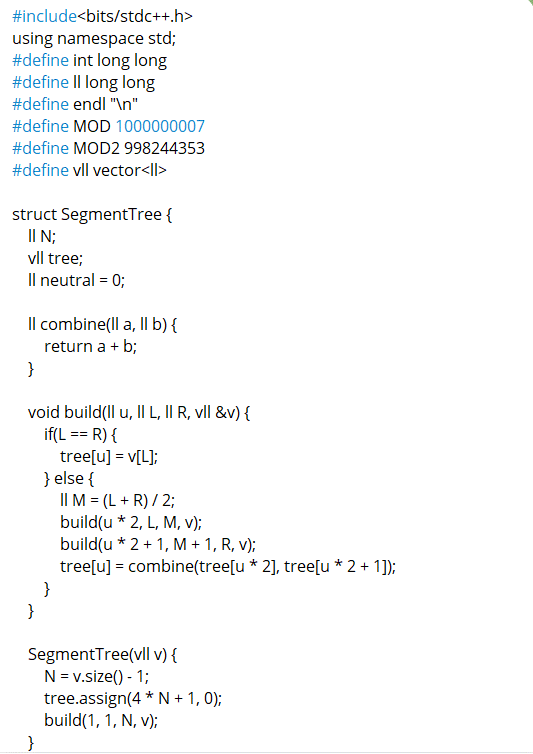 #include<bits/stdc++.h>
using namespace std;
#define int long long
#define ll long long
#define endl "\n"
#define MOD 1000000007
#define MOD2 998244353
#define vll vector<ll>

struct SegmentTree {
    ll N;
    vll tree;
    ll neutral = 0;

    ll combine(ll a, ll b) {
        return a + b;
    }

    void build(ll u, ll L, ll R, vll &v) {
        if(L == R) {
            tree[u] = v[L];
        } else {
            ll M = (L + R) / 2;
            build(u * 2, L, M, v);
            build(u * 2 + 1, M + 1, R, v);
            tree[u] = combine(tree[u * 2], tree[u * 2 + 1]);
        }
    }

    SegmentTree(vll v) {
        N = v.size() - 1;
        tree.assign(4 * N + 1, 0);
        build(1, 1, N, v);
    }